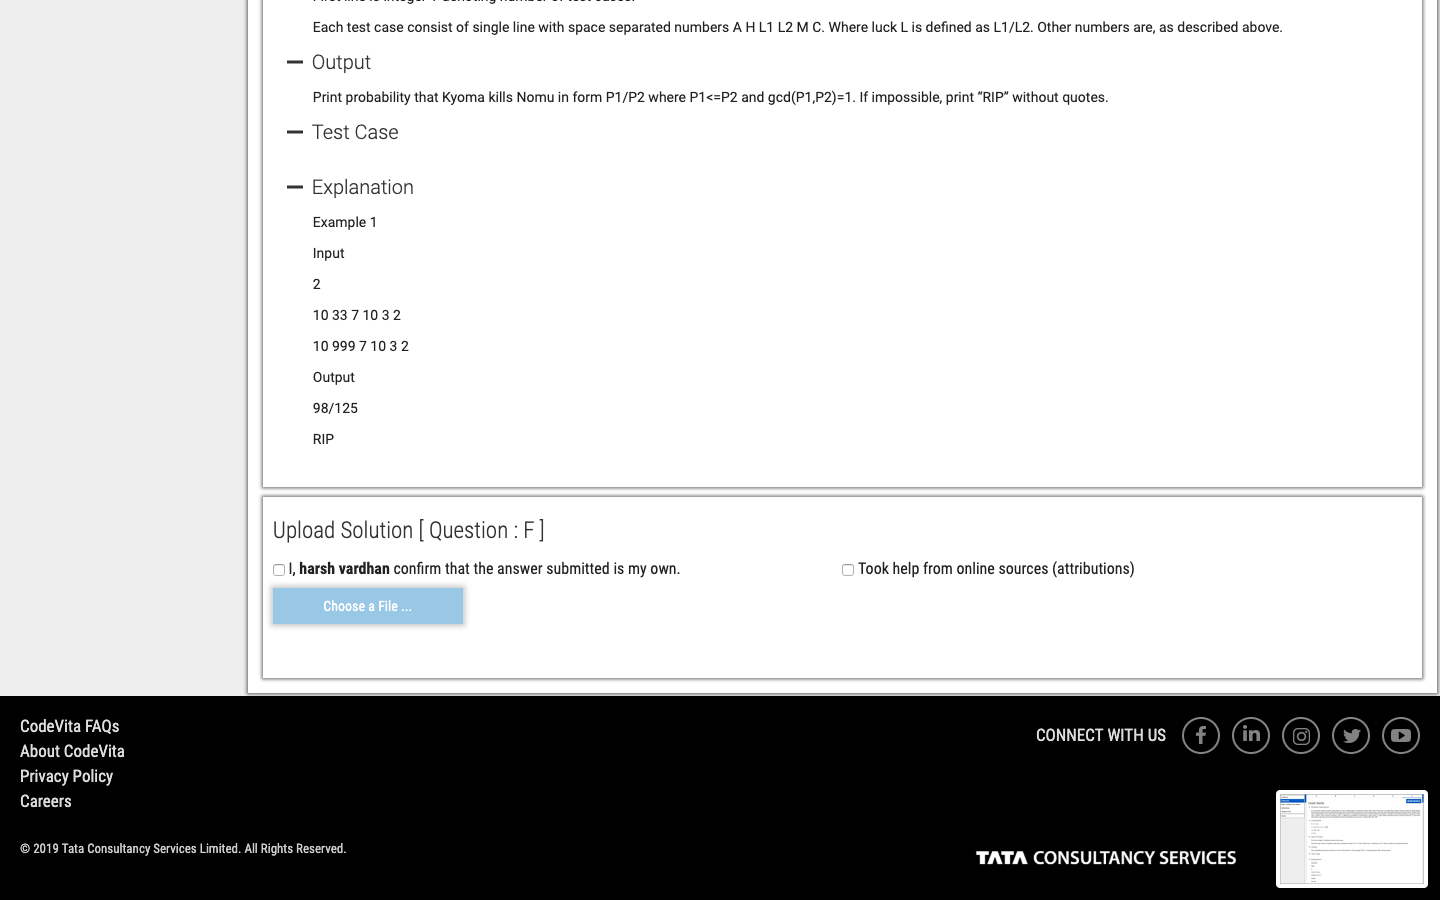 Each test case consist of single line with space separated numbers A H L1 L2 M C. Where luck L is defined as L1/L2. Other numbers are, as described above.
Output
Print probability that Kyoma kills Nomu in form P1/P2 where P1<=P2 and gcd(P1,P2)=1. If impossible, print “RIP” without quotes.
Test Case
Explanation
Example 1
Input
2
10 33 7 10 3 2
10 999 7 10 3 2
Output
98/125
RIP
Upload Solution [ Question : F ]
I, harsh vardhan confirm that the answer submitted is my own.
Took help from online sources (attributions)
Choose a File ...
CodeVita FAQs
About CodeVita
Privacy Policy
Careers
CONNECT WITH US
© 2019 Tata Consultancy Services Limited. All Rights Reserved.
TATA CONSULTANCY SERVICES